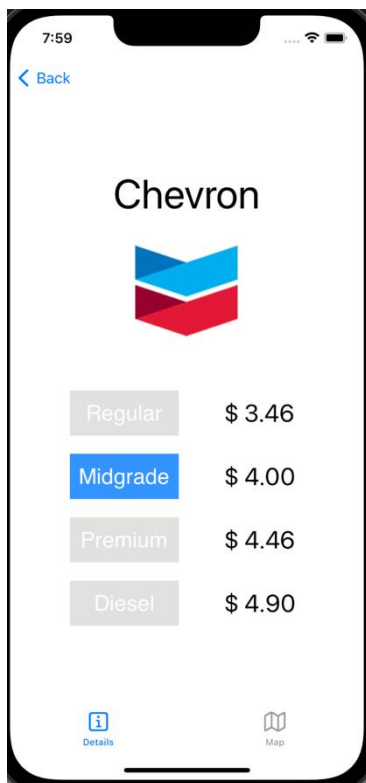 7:59
Back
Chevron
Regular $ 3.46
Midgrade $ 4.00
Premium $ 4.46
Diesel $ 4.90
Details Map